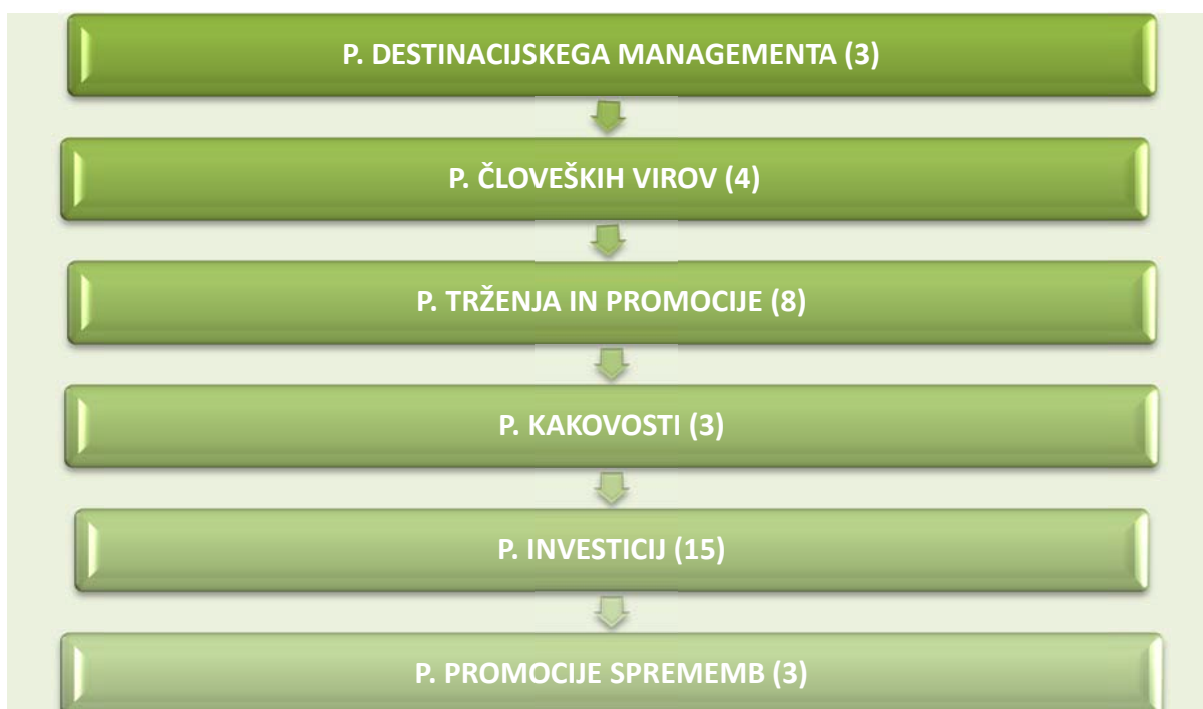 P. DESTINACIJSKEGA MANAGEMENTA (3)
P. ČLOVEŠKIH VIROV (4)
P. TRŽENJA IN PROMOCIJE (8)
P. KAKOVOSTI (3)
P. INVESTICIJ (15)
P. PROMOCIJE SPREMEMB (3)